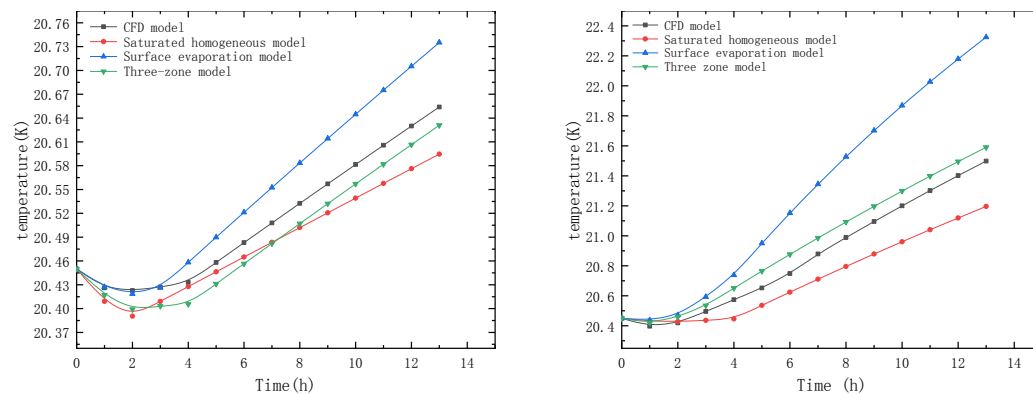 20.76
20.73
20.70
20.67
20.64
20.61
20.58
20.55
20.52
20.49
20.46
20.43
20.40
20.37
temperature(K)
CFD model
Saturated homogeneous model
Surface evaporation model
Three-zone model
0 2 4 6 8 10 12 14
Time(h)
22.4
22.2
22.0
21.8
21.6
21.4
21.2
21.0
20.8
20.6
20.4
temperature(K)
CFD model
Saturated homogeneous model
Surface evaporation model
Three zone model
0 2 4 6 8 10 12 14
Time (h)